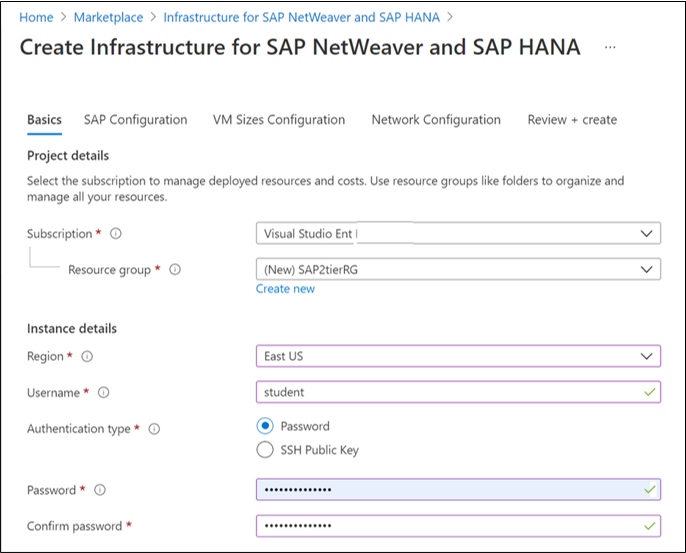 Home > Marketplace > Infrastructure for SAP NetWeaver and SAP HANA >
Create Infrastructure for SAP NetWeaver and SAP HANA ...
Basics SAP Configuration VM Sizes Configuration Network Configuration Review + create
Project details
Select the subscription to manage deployed resources and costs. Use resource groups like folders to organize and
manage all your resources.
Subscription * Visual Studio Ent
Resource group * (New) SAP2tierRG
Create new
Instance details
Region * East US
Username * student
Authentication type * Password
SSH Public Key
Password * ••••••••••••••
Confirm password * ••••••••••••••